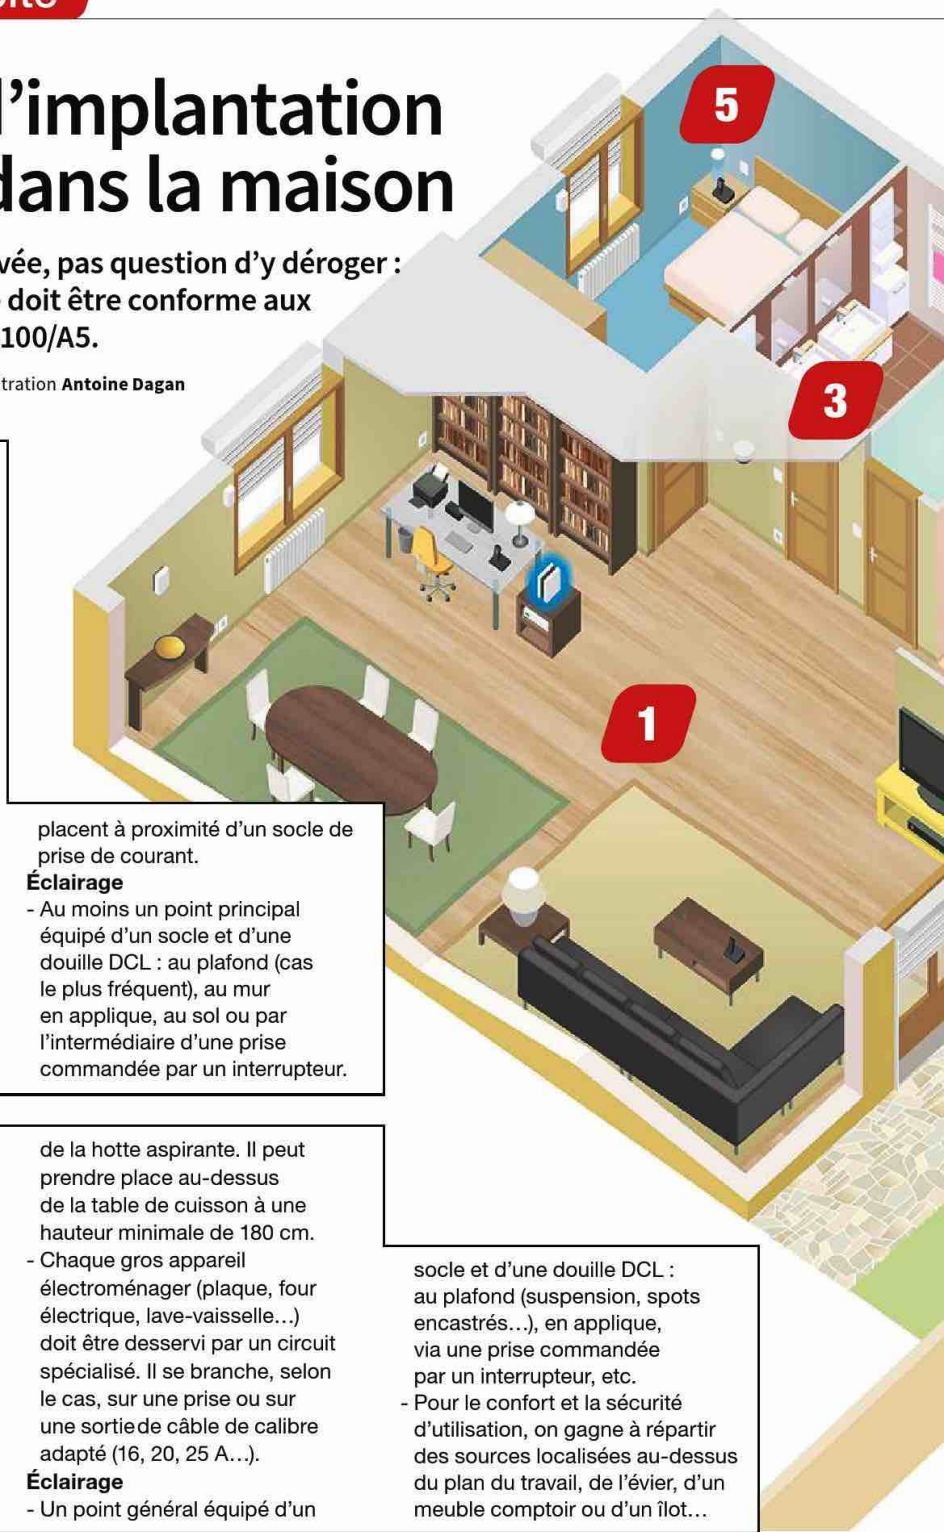 l'implantation
dans la maison
vée, pas question d'y déroger :
doit être conforme aux
100/A5.
tration Antoine Dagan
5
3
1
placent à proximité d'un socle de
prise de courant.
Éclairage
- Au moins un point principal
équipé d'un socle et d'une
douille DCL : au plafond (cas
le plus fréquent), au mur
en applique, au sol ou par
l'intermédiaire d'une prise
commandée par un interrupteur.
de la hotte aspirante. Il peut
prendre place au-dessus
de la table de cuisson à une
hauteur minimale de 180 cm.
- Chaque gros appareil
électroménager (plaque, four
électrique, lave-vaisselle…)
doit être desservi par un circuit
spécialisé. Il se branche, selon
le cas, sur une prise ou sur
une sortie de câble de calibre
adapté (16, 20, 25 A…).
Éclairage
- Un point général équipé d'un
socle et d'une douille DCL :
au plafond (suspension, spots
encastrés…), en applique,
via une prise commandée
par un interrupteur, etc.
- Pour le confort et la sécurité
d'utilisation, on gagne à répartir
des sources localisées au-dessus
du plan du travail, de l'évier, d'un
meuble comptoir ou d'un îlot…